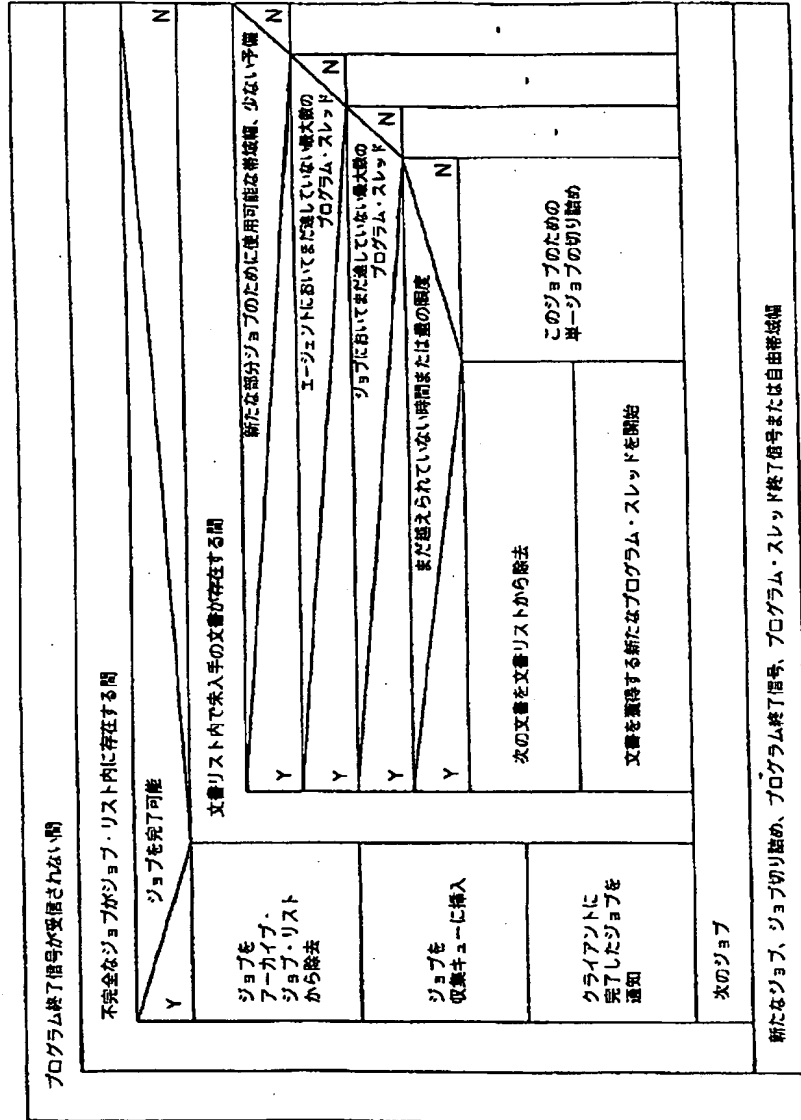 プログラム終了信号が受信されない間
不完全なジョブがジョブ・リスト内に存在する間
ジョブを完了可能
Y
N
ジョブを
アーカイブ・
ジョブ・リスト
から除去
ジョブを
収集キューに挿入
クライアントに
完了したジョブを
通知
文書リスト内で未入手の文書が存在する間
新たな部分ジョブのために使用可能な帯域幅、少ない予備
Y
N
エージェントにおいてまだ達していない最大数の
プログラム・スレッド
Y
N
ジョブにおいてまだ達していない最大数の
プログラム・スレッド
Y
N
まだ越えられていない時間または量の限度
Y
N
次の文書を文書リストから除去
文書を獲得する新たなプログラム・スレッドを開始
このジョブのための
単一ジョブの切り詰め
-
-
-
次のジョブ
新たなジョブ、ジョブ切り詰め、プログラム終了信号、プログラム・スレッド終了信号または自由帯域幅